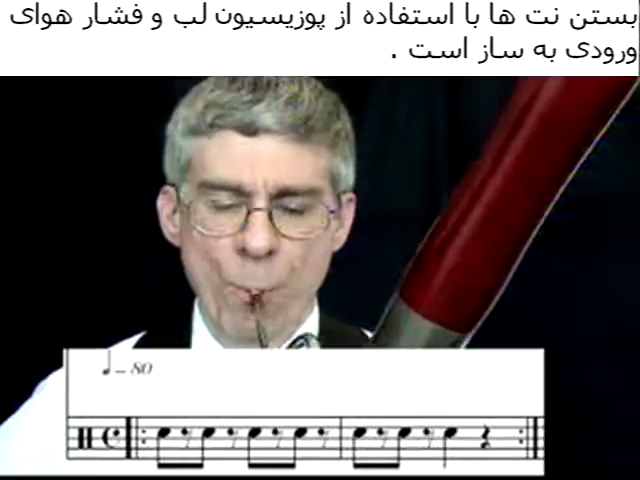 بستن نت ها با استفاده از پوزیسیون لب و فشار هوای
ورودی به ساز است .
♩ = 80